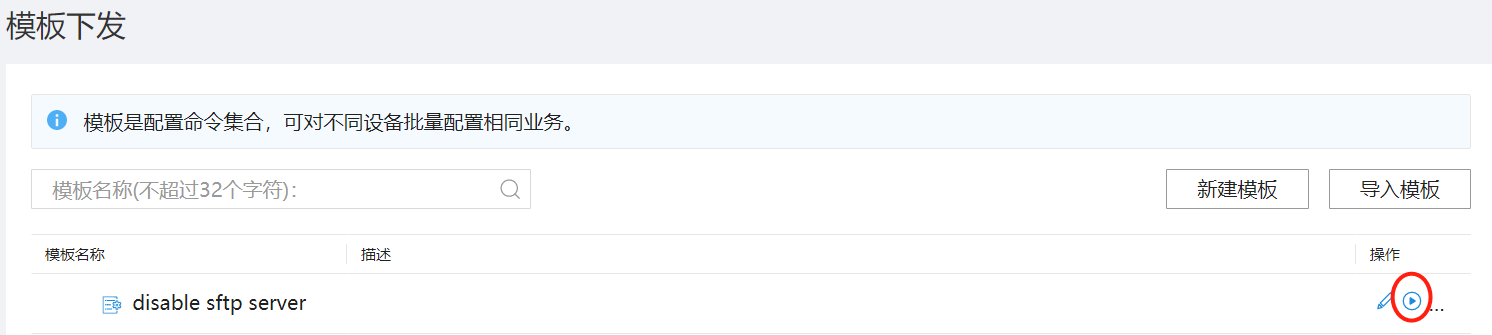 模板下发
模板是配置命令集合，可对不同设备批量配置相同业务。
模板名称(不超过32个字符)：
新建模板
导入模板
模板名称 描述 操作
disable sftp server ...